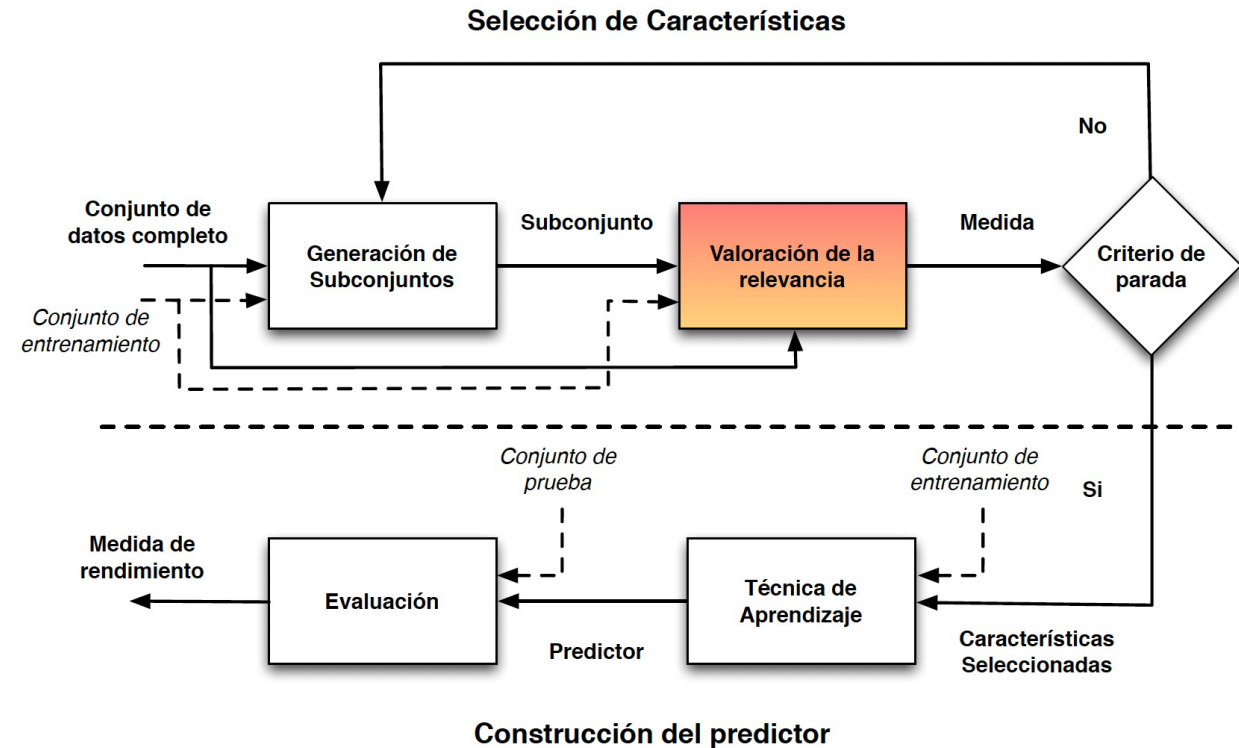 Selección de Características
No
Conjunto de
datos completo
Subconjunto
Medida
Generación de
Subconjuntos
Valoración de la
relevancia
Criterio de
parada
Conjunto de
entrenamiento
Conjunto de
prueba
Conjunto de
entrenamiento
Si
Medida de
rendimiento
Evaluación
Técnica de
Aprendizaje
Predictor
Características
Seleccionadas
Construcción del predictor